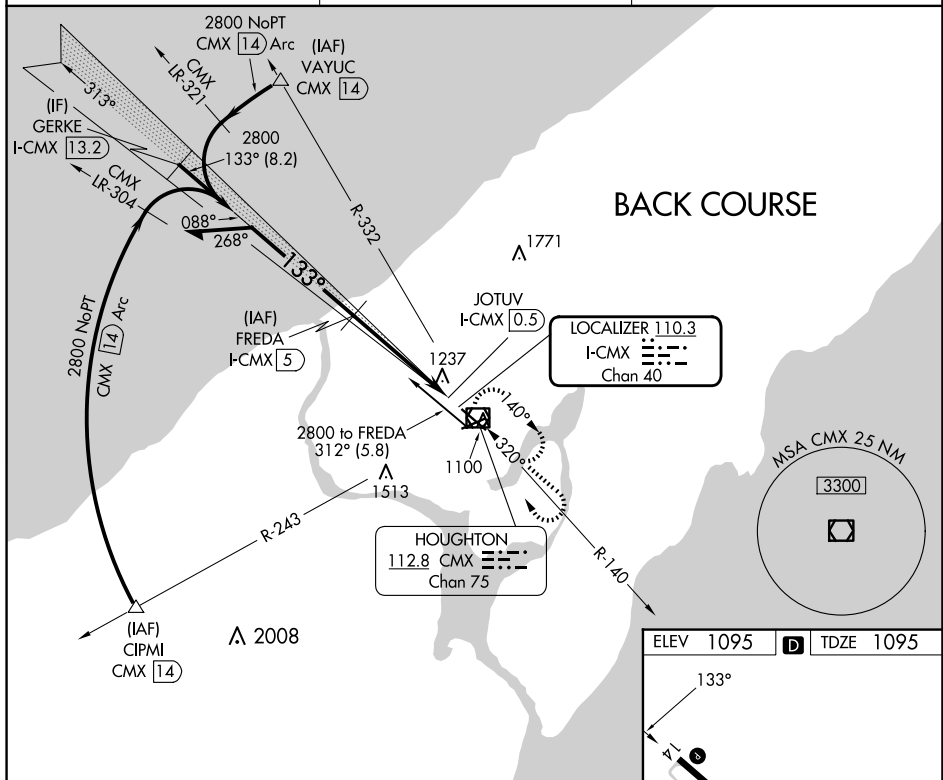 2800 NoPT
CMX 14 Arc
(IAF)
VAYUC
CMX 14
CMX
LR-321
313°
(IF)
GERKE
I-CMX 13.2
2800
133° (8.2)
CMX
LR-304
R-332
BACK COURSE
088°
268°
1771
133°
2800 NoPT
CMX 14 Arc
(IAF)
FREDA
I-CMX 5
JOTUV
I-CMX 0.5
LOCALIZER 110.3
I-CMX
Chan 40
1237
140°
2800 to FREDA
312° (5.8)
320°
1100
1513
MSA CMX 25 NM
3300
R-243
HOUGHTON
112.8 CMX
Chan 75
R-140
(IAF)
CIPMI
CMX 14
2008
ELEV 1095 D TDZE 1095
133°
14
P